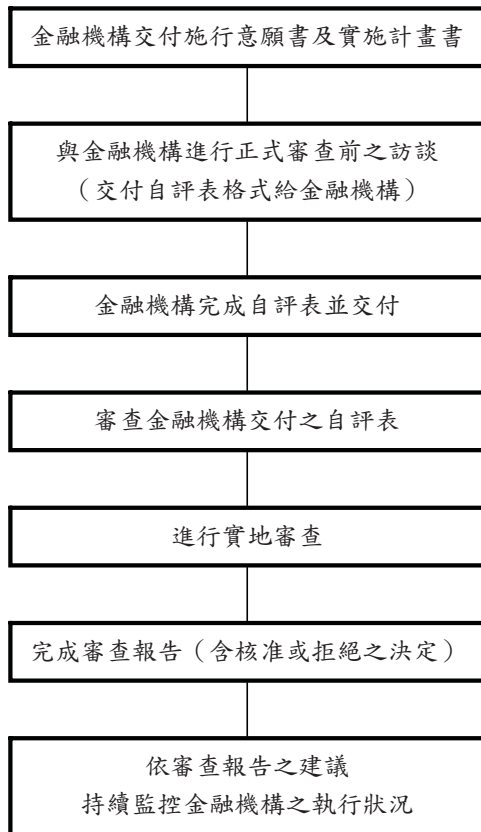 金融機構交付施行意願書及實施計畫書
與金融機構進行正式審查前之訪談
（交付自評表格式給金融機構）
金融機構完成自評表並交付
審查金融機構交付之自評表
進行實地審查
完成審查報告（含核准或拒絕之決定）
依審查報告之建議
持續監控金融機構之執行狀況